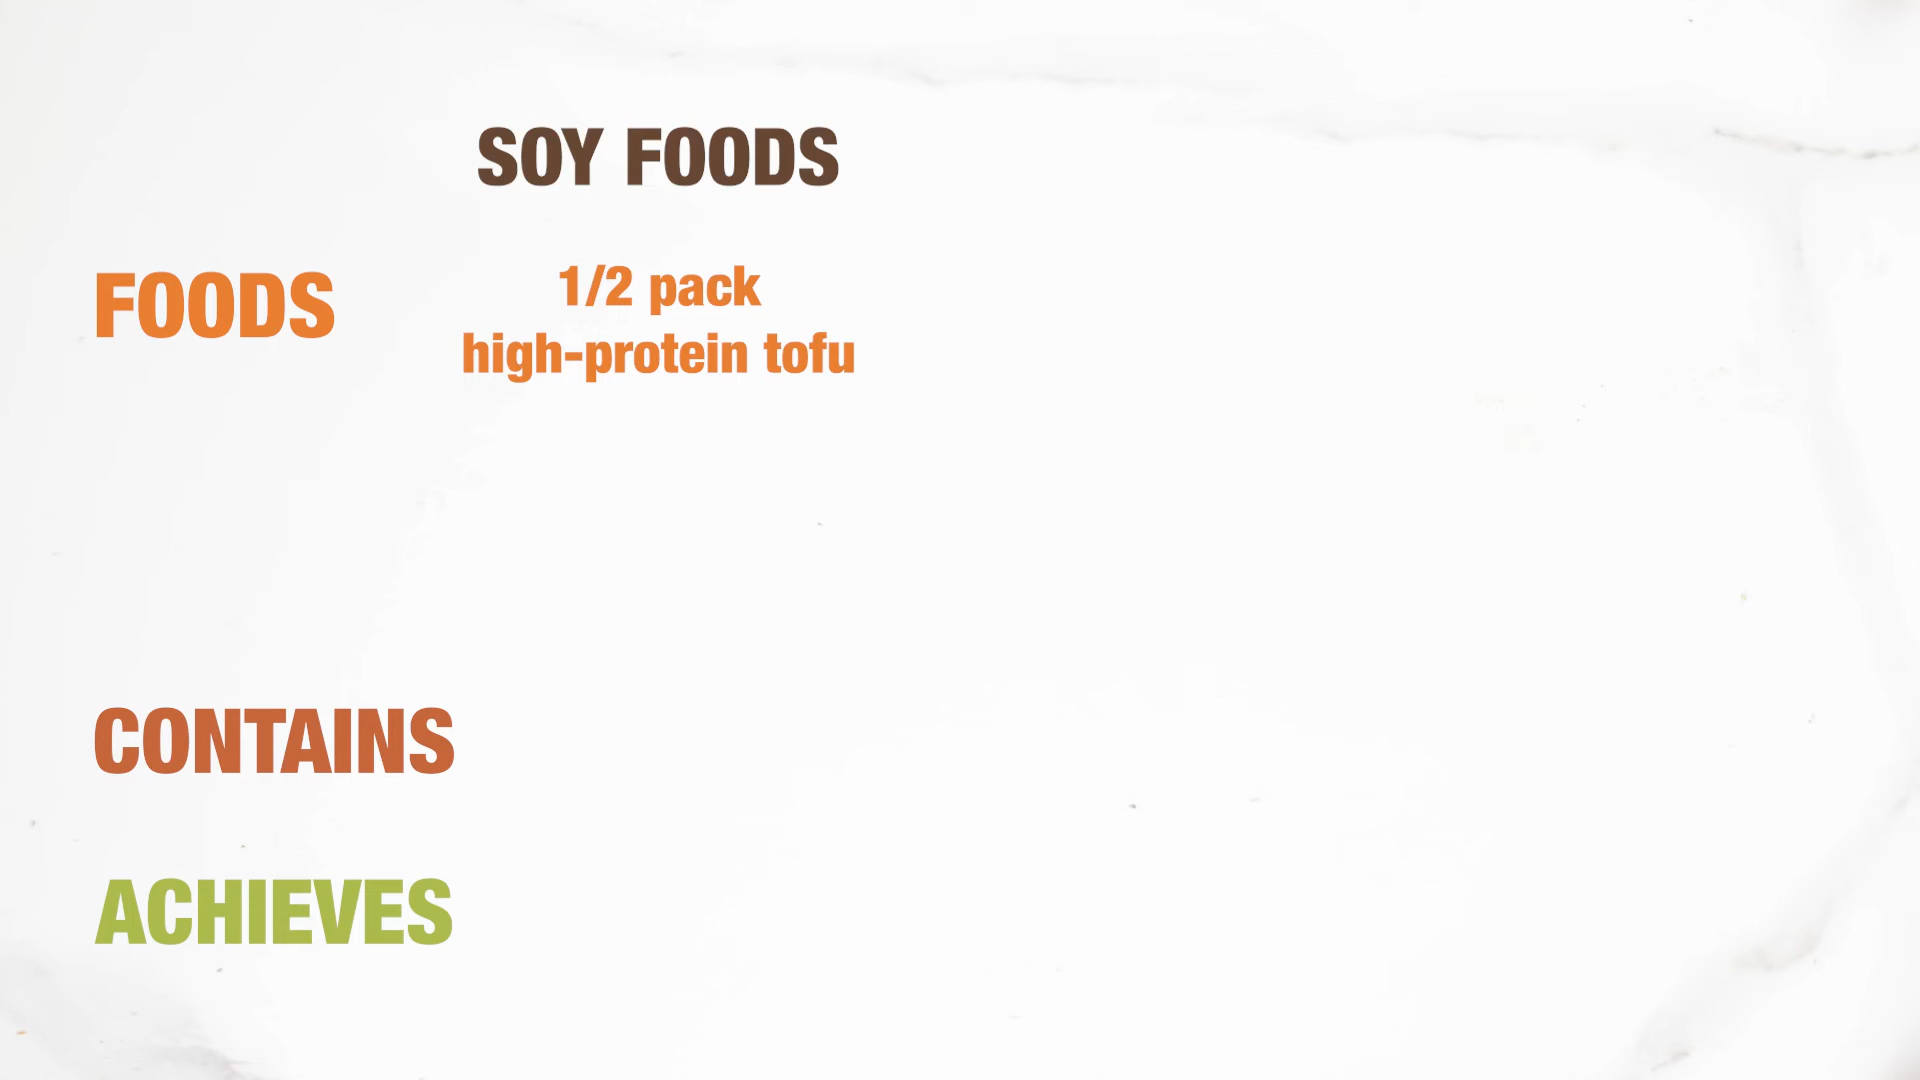 SOY FOODS
FOODS
1/2 pack
high-protein tofu
CONTAINS
ACHIEVES